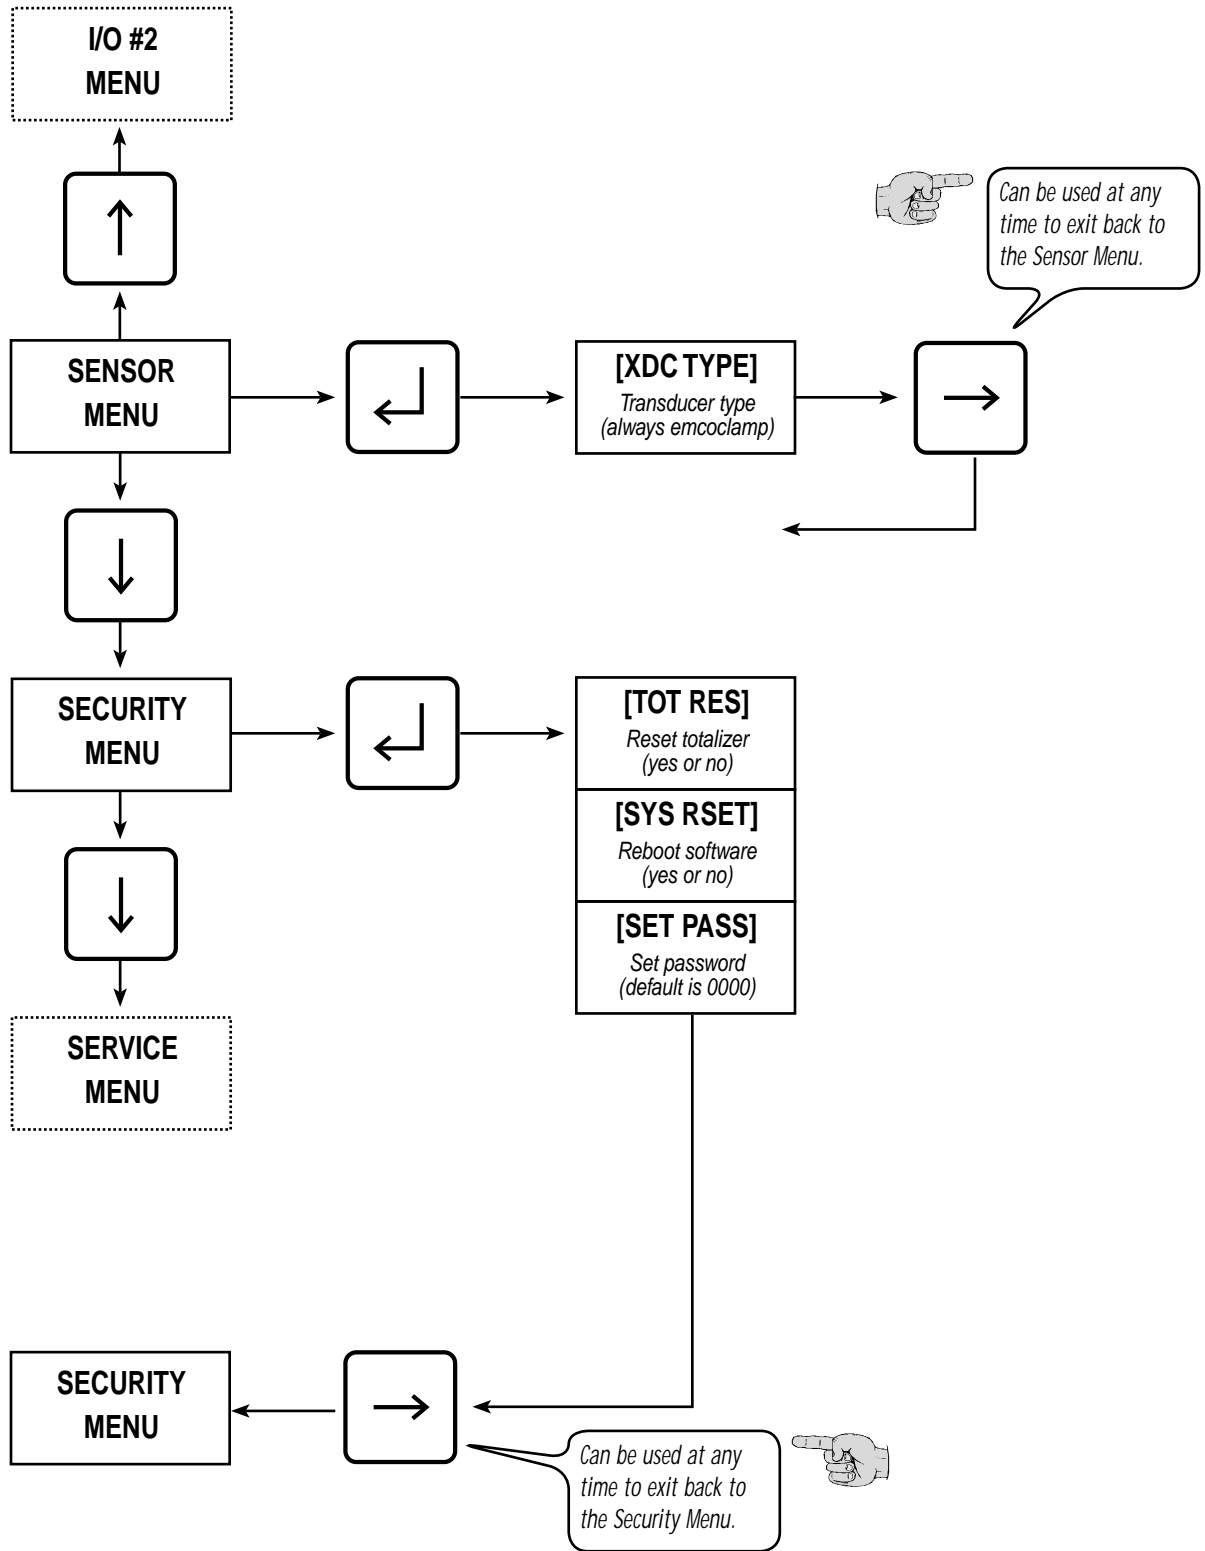 I/O #2
MENU
Can be used at any
time to exit back to
the Sensor Menu.
SENSOR
MENU
[XDC TYPE]
Transducer type
(always emcoclamp)
SECURITY
MENU
[TOT RES]
Reset totalizer
(yes or no)
[SYS RSET]
Reboot software
(yes or no)
[SET PASS]
Set password
(default is 0000)
SERVICE
MENU
SECURITY
MENU
Can be used at any
time to exit back to
the Security Menu.